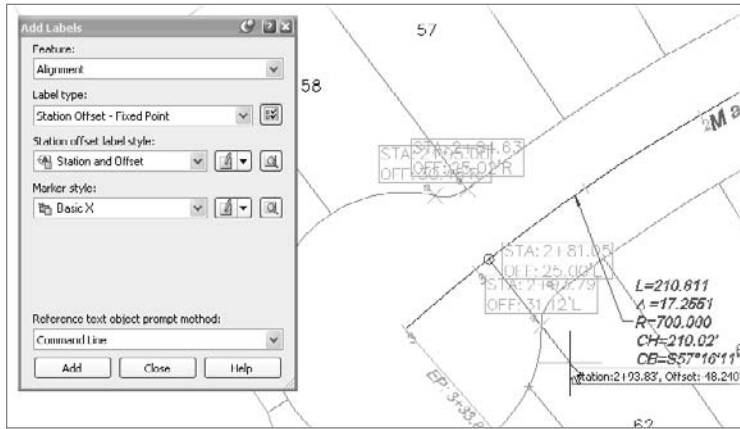 Add Labels
Feature:
Alignment
Label type:
Station Offset - Fixed Point
Station offset label style:
Station and Offset
Marker style:
Basic X
Reference text object prompt method:
Command Line
Add
Close
Help
57
58
STA: 2+81.05
OFF: 25.00'L
OFF: 31.12'L
L=210.811
Δ=17.2551
R=700.000
CH=210.02'
CB=S57°16'11"
Station:2+93.83', Offset: 48.240'
62